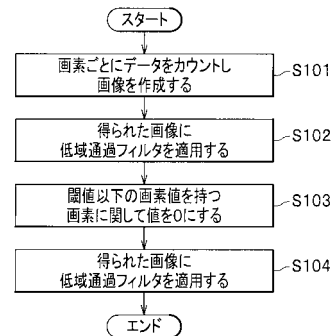 スタート
画素ごとにデータをカウントし
画像を作成する
S101
得られた画像に
低域通過フィルタを適用する
S102
閾値以下の画素値を持つ
画素に関して値を0にする
S103
得られた画像に
低域通過フィルタを適用する
S104
エンド